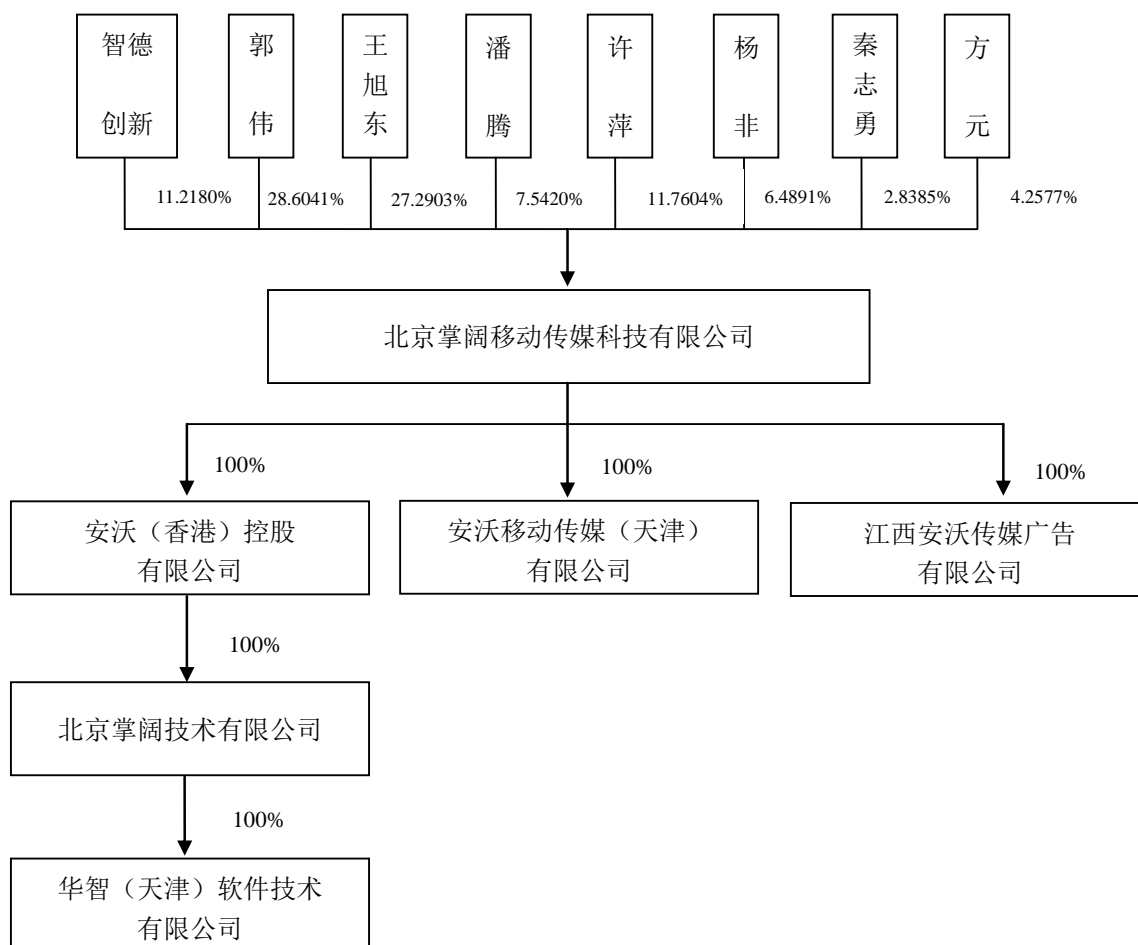 智德
创新
郭
伟
王
旭
东
潘
腾
许
萍
杨
非
秦
志
勇
方
元
11.2180%
28.6041%
27.2903%
7.5420%
11.7604%
6.4891%
2.8385%
4.2577%
北京掌阔移动传媒科技有限公司
100%
100%
100%
安沃（香港）控股
有限公司
安沃移动传媒（天津）
有限公司
江西安沃传媒广告
有限公司
100%
北京掌阔技术有限公司
100%
华智（天津）软件技术
有限公司